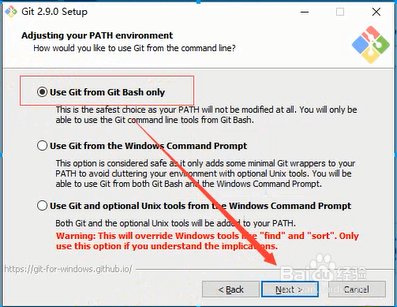 Git 2.9.0 Setup
Adjusting your PATH environment
How would you like to use Git from the command line?
Use Git from Git Bash only
This is the safest choice as your PATH will not be modified at all. You will only be
able to use the Git command line tools from Git Bash.
Use Git from the Windows Command Prompt
This option is considered safe as it only adds some minimal Git wrappers to your
PATH to avoid cluttering your environment with optional Unix tools. You will be
able to use Git from both Git Bash and the Windows Command Prompt.
Use Git and optional Unix tools from the Windows Command Prompt
Both Git and the optional Unix tools will be added to your PATH.
Warning: This will override Windows tools like "find" and "sort". Only
use this option if you understand the implications.
https://git-for-windows.github.io/
< Back
Next >
Cancel